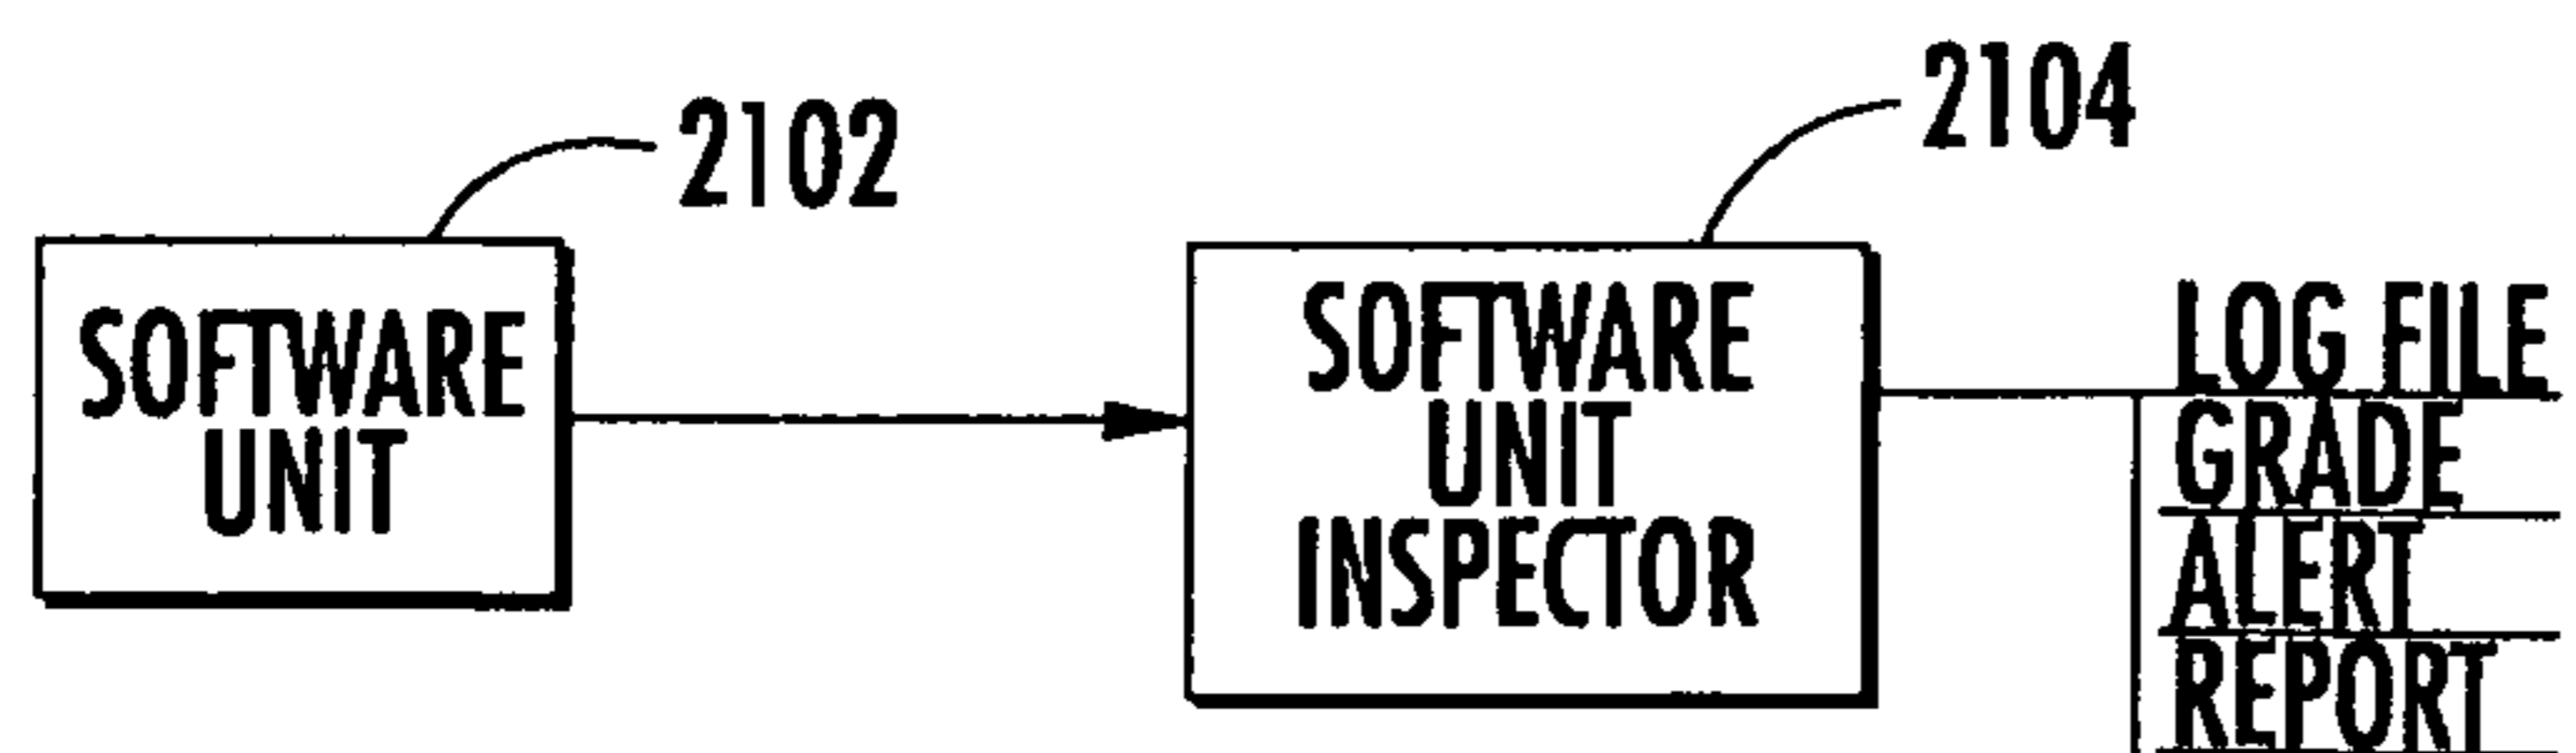 2102
2104
SOFTWARE
UNIT
SOFTWARE
UNIT
INSPECTOR
LOG FILE
GRADE
ALERT
REPORT